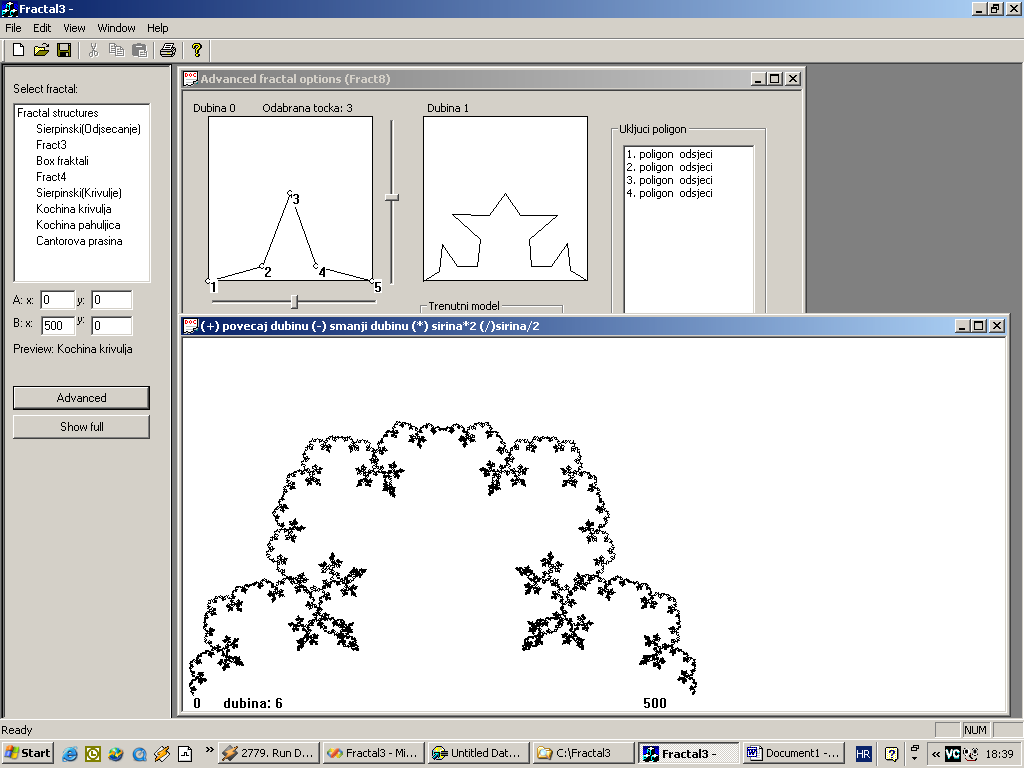 Fractal3 -
File Edit View Window Help
Select fractal:
Fractal structures
Sierpinski(Odjsecanje)
Fract3
Box fraktali
Fract4
Sierpinski(Krivulje)
Kochina krivulja
Kochina pahuljica
Cantorova prasina
A: x: 0 y: 0
B: x: 500 y: 0
Preview: Kochina krivulja
Advanced
Show full
Advanced fractal options (Fract8)
Dubina 0 Odabrana tocka: 3 Dubina 1
1 2 3 4 5
Ukljuci poligon
1. poligon odsjeci
2. poligon odsjeci
3. poligon odsjeci
4. poligon odsjeci
Trenutni model
(+) povecaj dubinu (-) smanji dubinu (*) sirina*2 (/)sirina/2
0 dubina: 6 500
Ready NUM
Start » 2779. Run D... Fractal3 - Mi... Untitled Dat... C:\Fractal3 Fractal3 - Document1 -... HR « VC 18:39